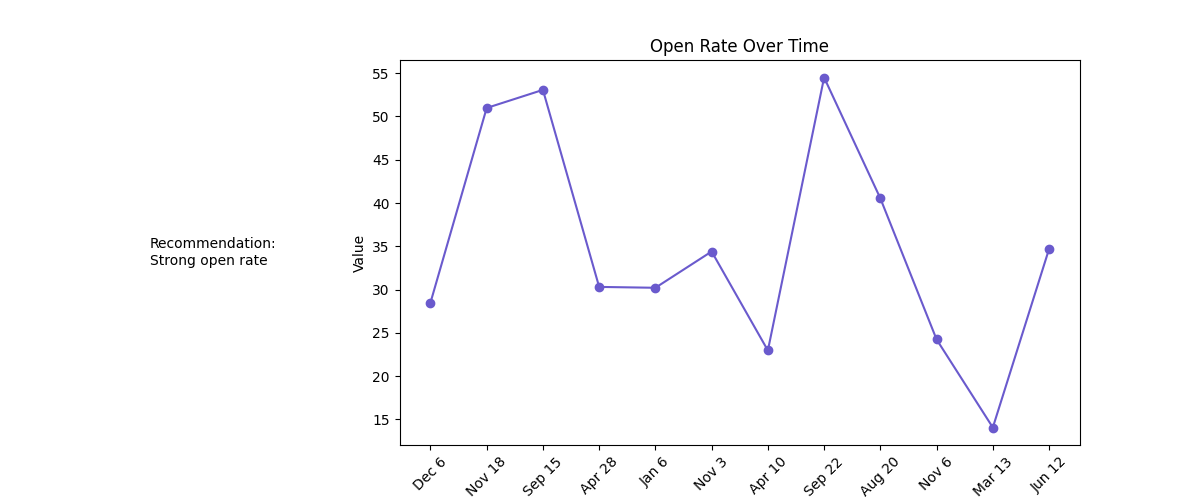 Open Rate Over Time
Recommendation:
Strong open rate
Value
55
50
45
40
35
30
25
20
15
Dec 6
Nov 18
Sep 15
Apr 28
Jan 6
Nov 3
Apr 10
Sep 22
Aug 20
Nov 6
Mar 13
Jun 12